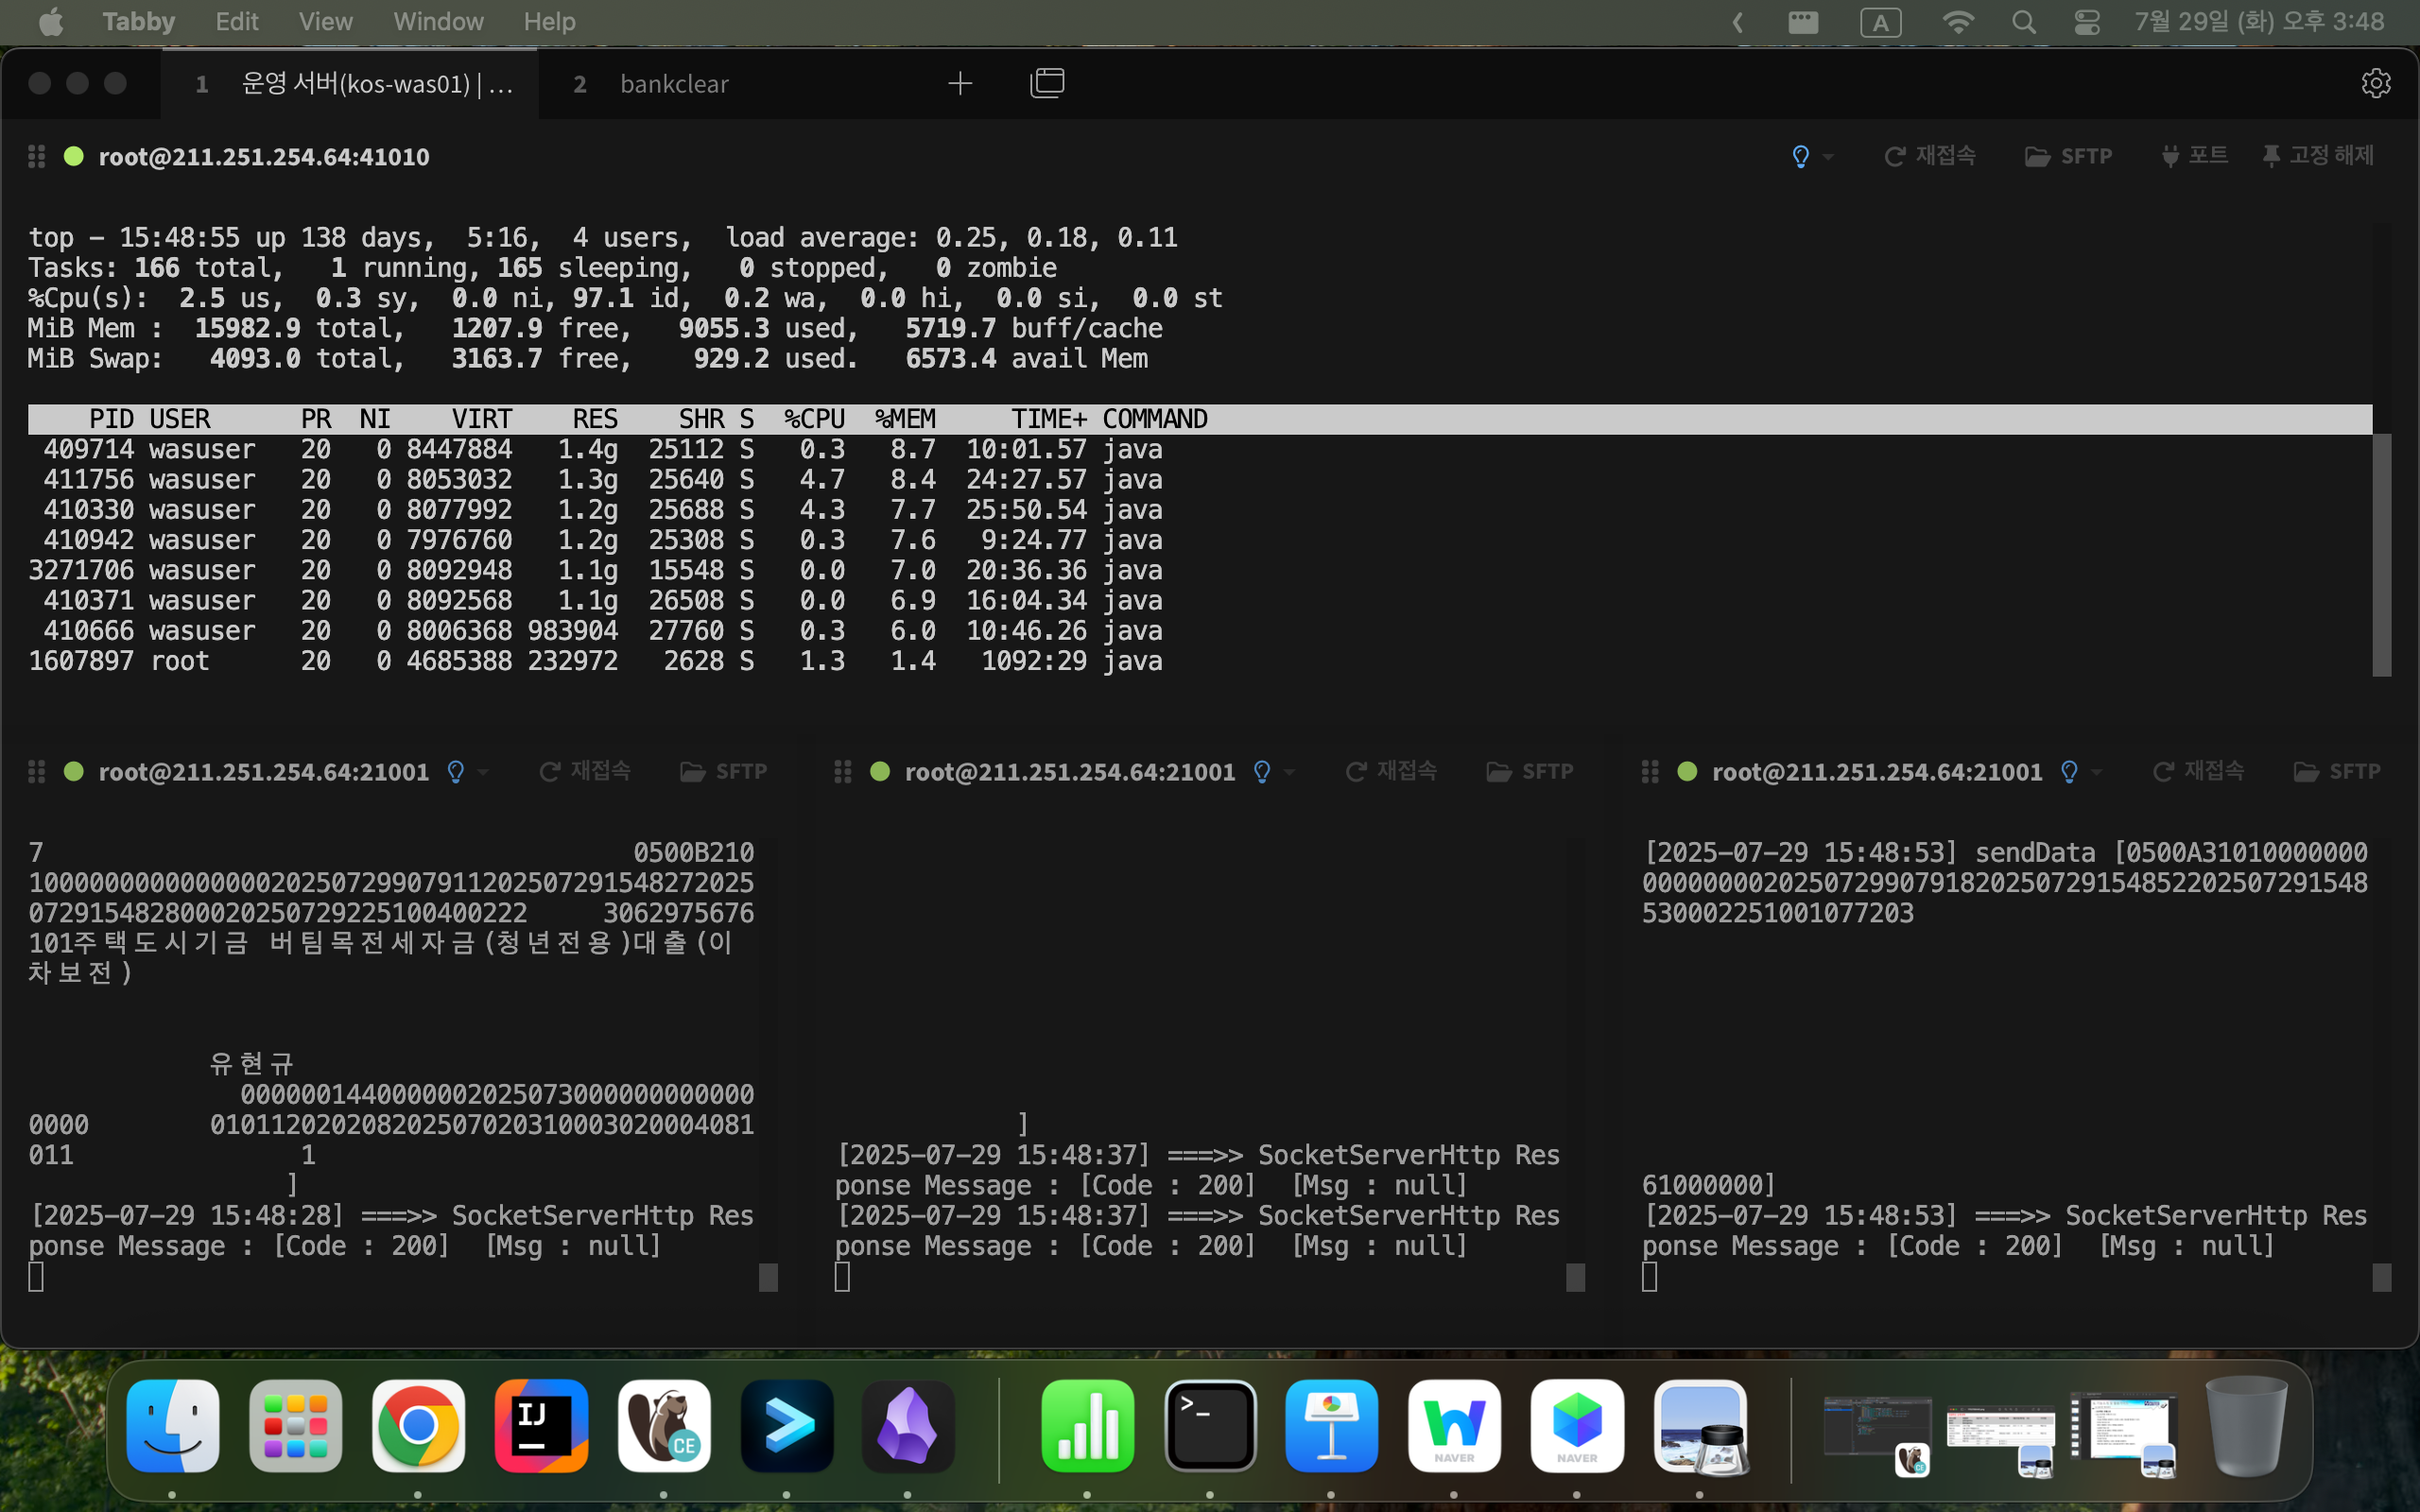 Tabby Edit View Window Help A 7월 29일 (화) 오후 3:48
1 운영 서버(kos-was01) | … 2 bankclear
root@211.251.254.64:41010 재접속 SFTP 포트 고정 해제
top - 15:48:55 up 138 days, 5:16, 4 users, load average: 0.25, 0.18, 0.11
Tasks: 166 total, 1 running, 165 sleeping, 0 stopped, 0 zombie
%Cpu(s): 2.5 us, 0.3 sy, 0.0 ni, 97.1 id, 0.2 wa, 0.0 hi, 0.0 si, 0.0 st
MiB Mem : 15982.9 total, 1207.9 free, 9055.3 used, 5719.7 buff/cache
MiB Swap: 4093.0 total, 3163.7 free, 929.2 used. 6573.4 avail Mem
PID USER PR NI VIRT RES SHR S %CPU %MEM TIME+ COMMAND
409714 wasuser 20 0 8447884 1.4g 25112 S 0.3 8.7 10:01.57 java
411756 wasuser 20 0 8053032 1.3g 25640 S 4.7 8.4 24:27.57 java
410330 wasuser 20 0 8077992 1.2g 25688 S 4.3 7.7 25:50.54 java
410942 wasuser 20 0 7976760 1.2g 25308 S 0.3 7.6 9:24.77 java
3271706 wasuser 20 0 8092948 1.1g 15548 S 0.0 7.0 20:36.36 java
410371 wasuser 20 0 8092568 1.1g 26508 S 0.0 6.9 16:04.34 java
410666 wasuser 20 0 8006368 983904 27760 S 0.3 6.0 10:46.26 java
1607897 root 20 0 4685388 232972 2628 S 1.3 1.4 1092:29 java
root@211.251.254.64:21001 재접속 SFTP
7 0500B210
100000000000000020250729907911202507291548272025
072915482800020250729225100400222 3062975676
101주택도시기금 버팀목전세자금(청년전용)대출(이
차보전)
유현규
0000001440000002025073000000000000
0000 010112020208202507020310003020004081
011 1
]
[2025-07-29 15:48:28] ===>> SocketServerHttp Res
ponse Message : [Code : 200] [Msg : null]
root@211.251.254.64:21001 재접속 SFTP
]
[2025-07-29 15:48:37] ===>> SocketServerHttp Res
ponse Message : [Code : 200] [Msg : null]
[2025-07-29 15:48:37] ===>> SocketServerHttp Res
ponse Message : [Code : 200] [Msg : null]
root@211.251.254.64:21001 재접속 SFTP
[2025-07-29 15:48:53] sendData [0500A31010000000
000000002025072990791820250729154852202507291548
530002251001077203
61000000]
[2025-07-29 15:48:53] ===>> SocketServerHttp Res
ponse Message : [Code : 200] [Msg : null]
IJ
CE
>_
NAVER
NAVER